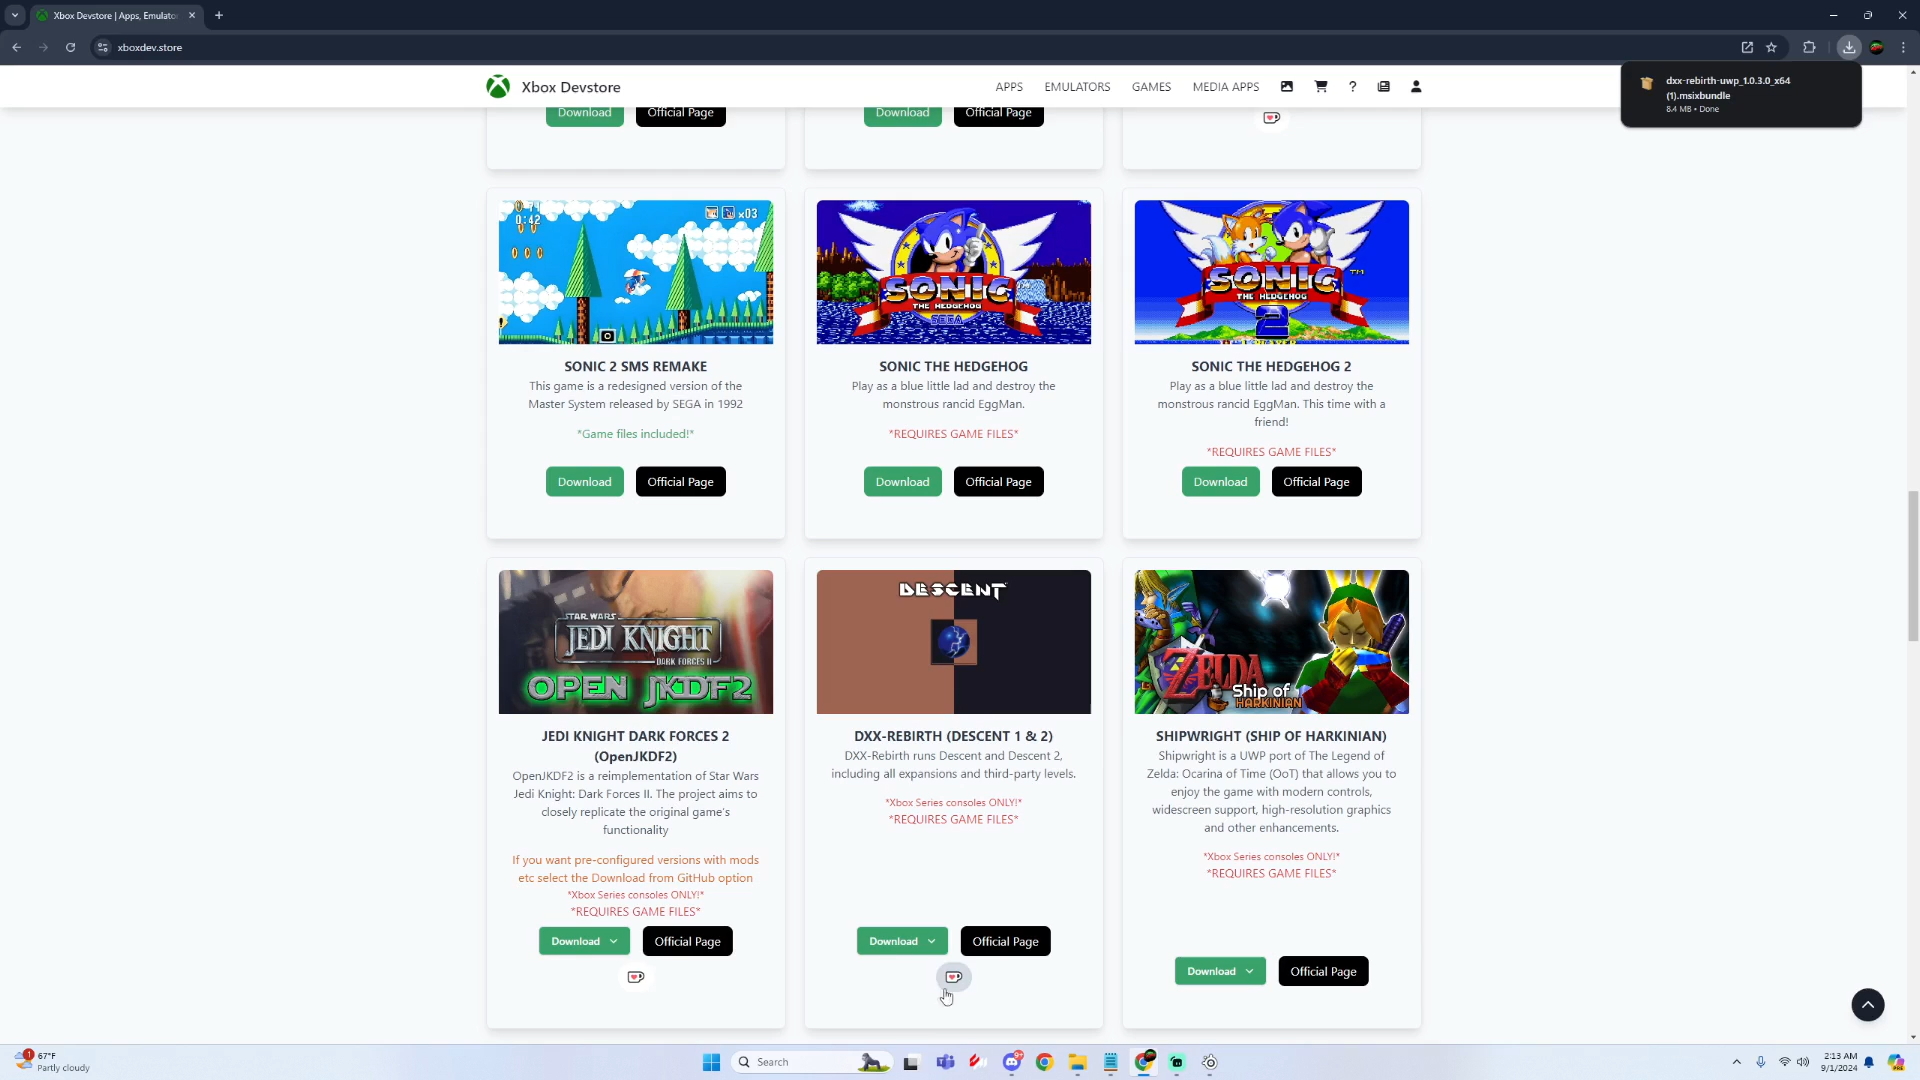 Xbox Devstore | Apps, Emulato
xboxdev.store
Xbox Devstore
APPS
EMULATORS
GAMES
MEDIA APPS
?
dxx-rebirth-uwp_1.0.3.0_x64
(1).msixbundle
8.4 MB • Done
Download
Official Page
Download
Official Page
0:42
x03
SONIC 2 SMS REMAKE
This game is a redesigned version of the
Master System released by SEGA in 1992
*Game files included!*
Download
Official Page
SONIC
THE HEDGEHOG
SEGA
SONIC THE HEDGEHOG
Play as a blue little lad and destroy the
monstrous rancid EggMan.
*REQUIRES GAME FILES*
Download
Official Page
SONIC
TM
THE HEDGEHOG
2
SONIC THE HEDGEHOG 2
Play as a blue little lad and destroy the
monstrous rancid EggMan. This time with a
friend!
*REQUIRES GAME FILES*
Download
Official Page
STAR WARS
JEDI KNIGHT
DARK FORCES II
OPEN JKDF2
JEDI KNIGHT DARK FORCES 2
(OpenJKDF2)
OpenJKDF2 is a reimplementation of Star Wars
Jedi Knight: Dark Forces II. The project aims to
closely replicate the original game's
functionality
If you want pre-configured versions with mods
etc select the Download from GitHub option
*Xbox Series consoles ONLY!*
*REQUIRES GAME FILES*
Download
Official Page
DESCENT
DXX-REBIRTH (DESCENT 1 & 2)
DXX-Rebirth runs Descent and Descent 2,
including all expansions and third-party levels.
*Xbox Series consoles ONLY!*
*REQUIRES GAME FILES*
Download
Official Page
ZELDA
Ship of
HARKINIAN
SHIPWRIGHT (SHIP OF HARKINIAN)
Shipwright is a UWP port of The Legend of
Zelda: Ocarina of Time (OoT) that allows you to
enjoy the game with modern controls,
widescreen support, high-resolution graphics
and other enhancements.
*Xbox Series consoles ONLY!*
*REQUIRES GAME FILES*
Download
Official Page
1
67°F
Partly cloudy
Search
9+
2:13 AM
9/1/2024